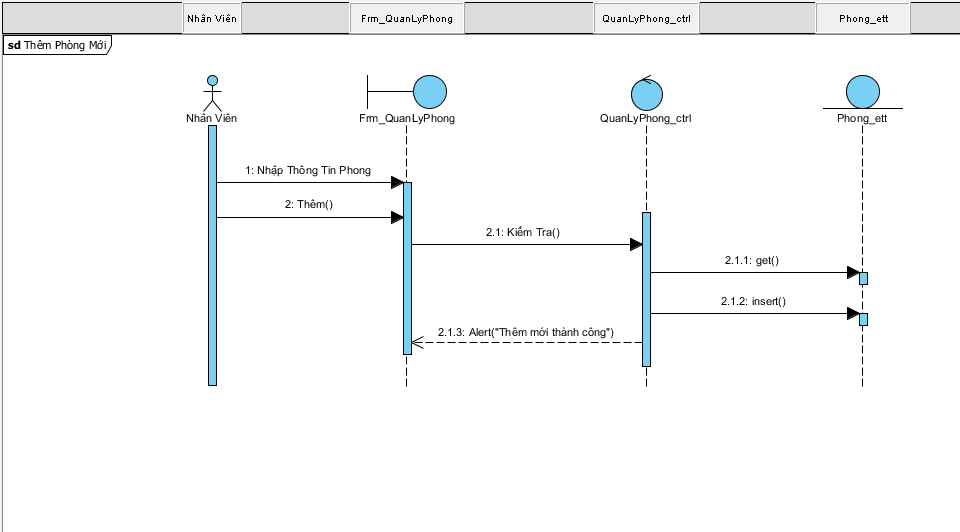 Nhân Viên Frm_QuanLyPhong QuanLyPhong_ctrl Phong_ett
sd Thêm Phòng Mới
Nhân Viên Frm_QuanLyPhong QuanLyPhong_ctrl Phong_ett
1: Nhập Thông Tin Phong
2: Thêm()
2.1: Kiểm Tra()
2.1.1: get()
2.1.2: insert()
2.1.3: Alert("Thêm mới thành công")